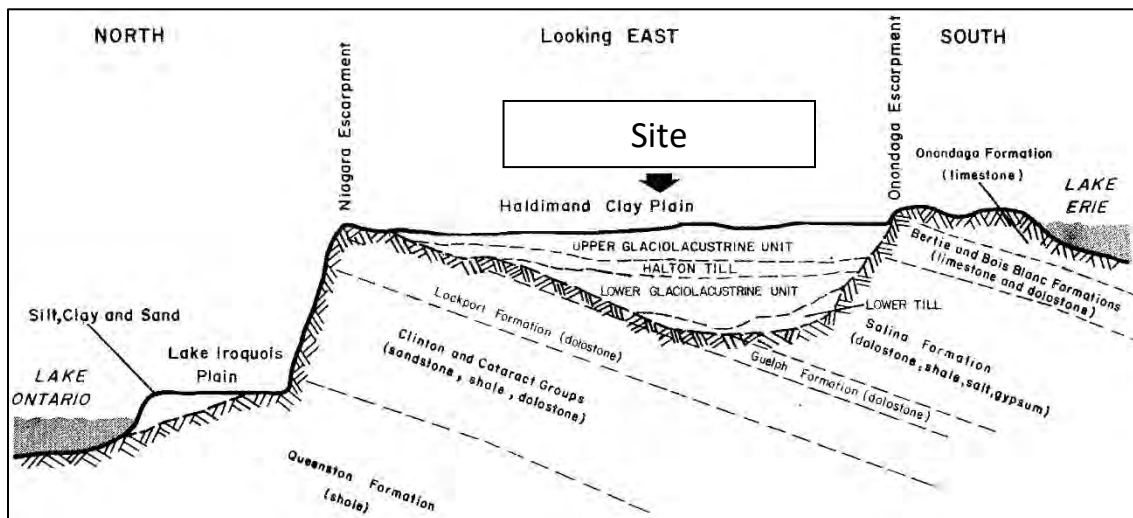 NORTH
Looking EAST
SOUTH
Niagara Escarpment
Site
Onondaga Escarpment
Onondaga Formation
(limestone)
LAKE
ERIE
Haldimand Clay Plain
UPPER GLACIOLACUSTRINE UNIT
HALTON TILL
LOWER GLACIOLACUSTRINE UNIT
LOWER TILL
Bertie and Bois Blanc Formations
(limestone and dolostone)
Salina Formation
(dolostone, shale, salt, gypsum)
Lockport Formation (dolostone)
Guelph Formation (dolostone)
Silt, Clay and Sand
Lake Iroquois
Plain
LAKE
ONTARIO
Clinton and Cataract Groups
(sandstone, shale, dolostone)
Queenston Formation
(shale)